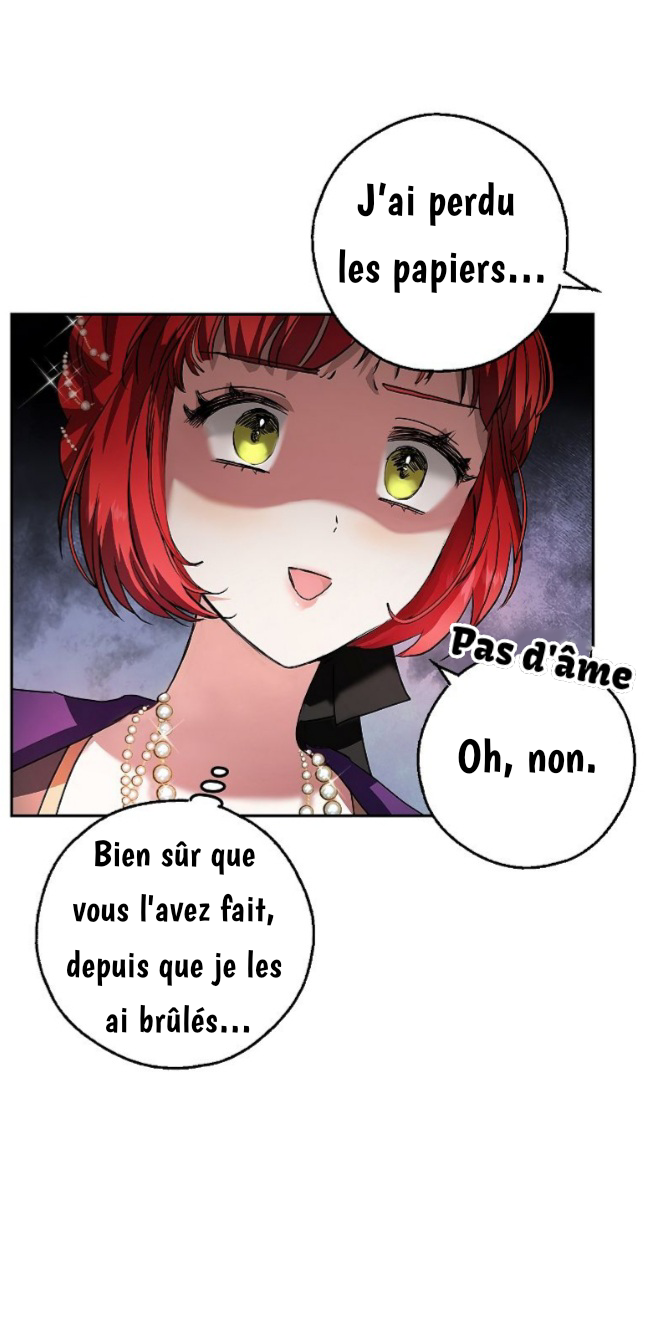 J'ai perdu
les papiers...
Pas d'âme
Oh, non.
Bien sûr que
vous l'avez fait,
depuis que je les
ai brûlés...